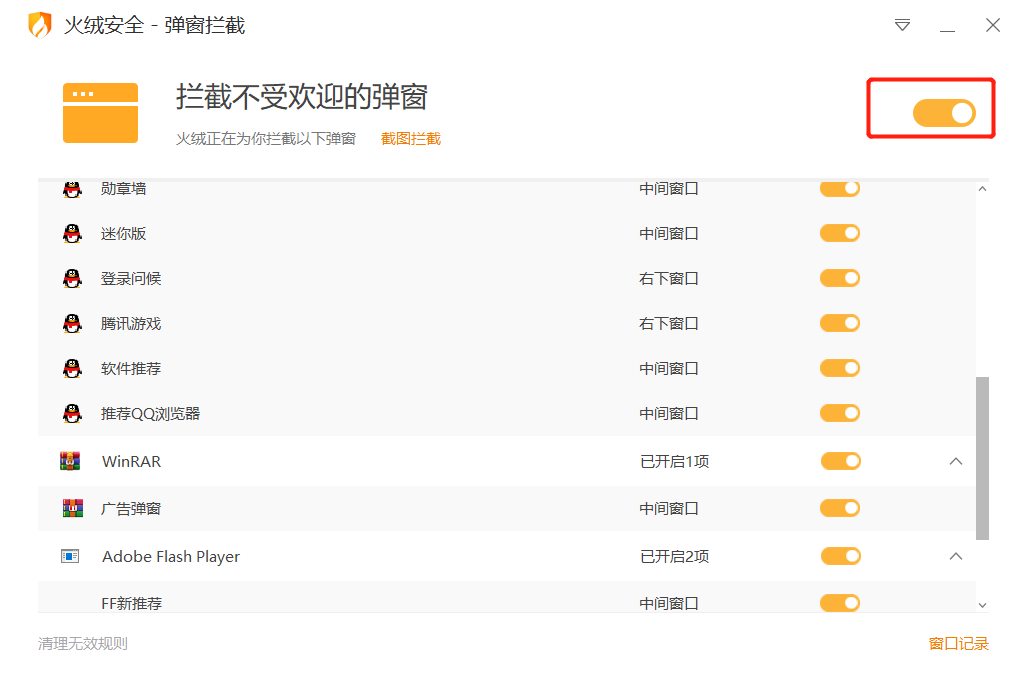 火绒安全 - 弹窗拦截
拦截不受欢迎的弹窗
火绒正在为你拦截以下弹窗 截图拦截
勋章墙 中间窗口
迷你版 中间窗口
登录问候 右下窗口
腾讯游戏 右下窗口
软件推荐 中间窗口
推荐QQ浏览器 中间窗口
WinRAR 已开启1项
广告弹窗 中间窗口
Adobe Flash Player 已开启2项
FF新推荐 中间窗口
清理无效规则 窗口记录